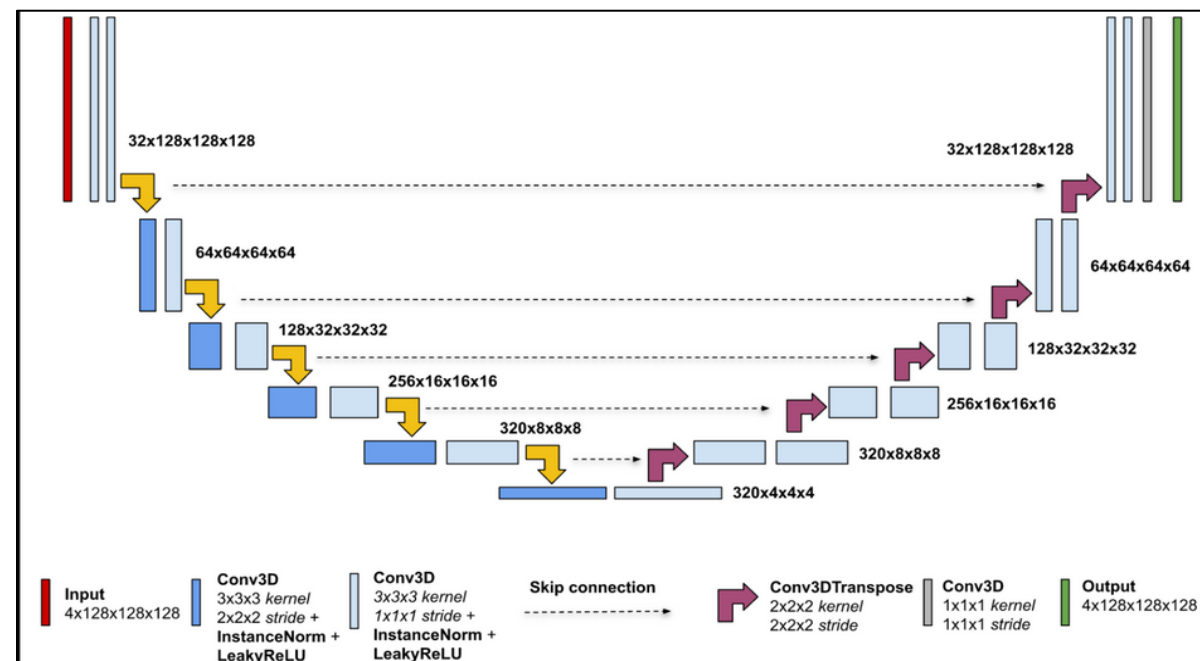 32x128x128x128
32x128x128x128
64x64x64x64
64x64x64x64
128x32x32x32
128x32x32x32
256x16x16x16
256x16x16x16
320x8x8x8
320x8x8x8
320x4x4x4
Input
4x128x128x128
Conv3D
3x3x3 kernel
2x2x2 stride +
InstanceNorm +
LeakyReLU
Conv3D
3x3x3 kernel
1x1x1 stride +
InstanceNorm +
LeakyReLU
Skip connection
Conv3DTranspose
2x2x2 kernel
2x2x2 stride
Conv3D
1x1x1 kernel
1x1x1 stride
Output
4x128x128x128